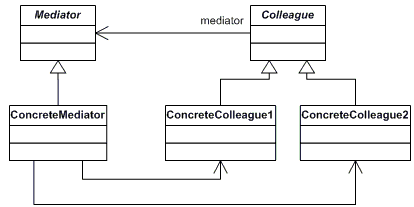 Mediator
mediator
Colleague
ConcreteMediator
ConcreteColleague1
ConcreteColleague2